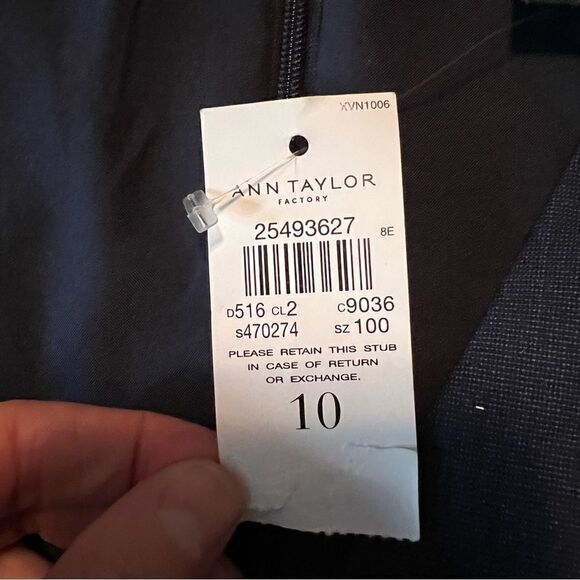 XVN1006
ANN TAYLOR
FACTORY
25493627 8E
D516 CL2 C9036
S470274 SZ 100
PLEASE RETAIN THIS STUB
IN CASE OF RETURN
OR EXCHANGE.
10